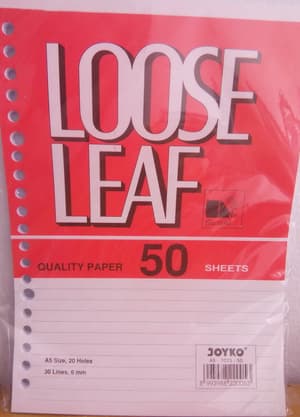 LOOSE
LEAF
QUALITY PAPER 50 SHEETS
A5 Size, 20 Holes
30 Lines, 6 mm
JOYKO